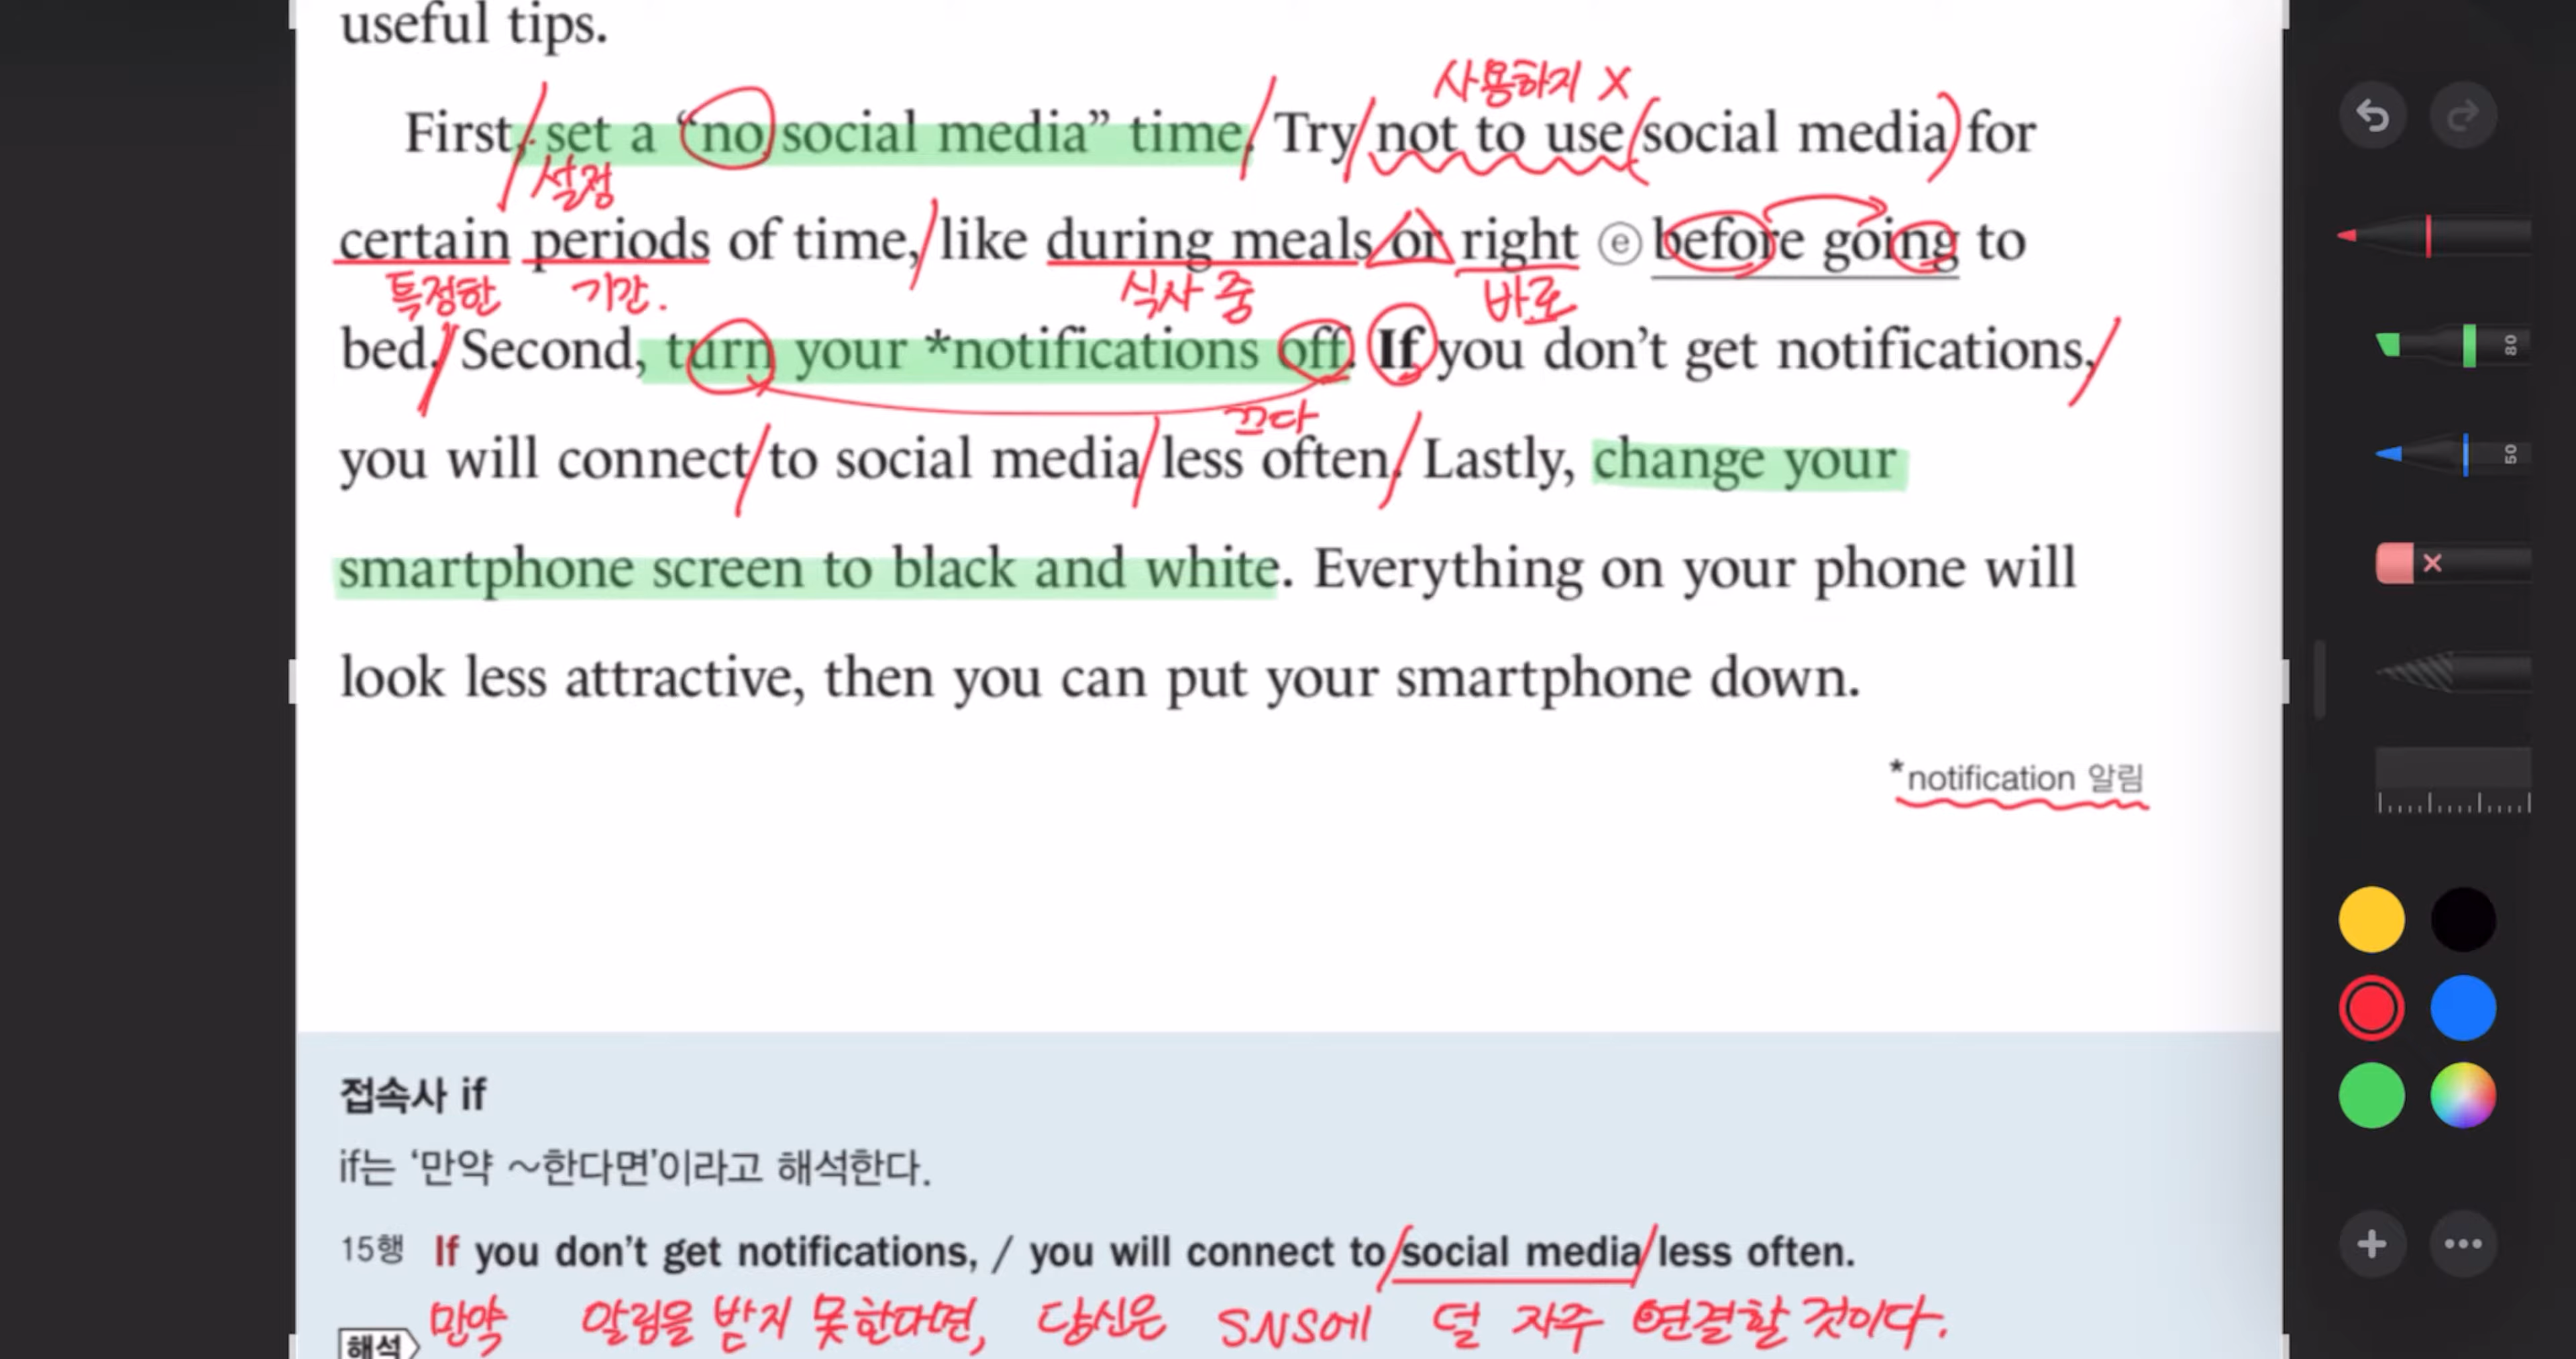 useful tips.
사용하지 X
First, set a “no social media” time. Try not to use social media for
설정
certain periods of time, like during meals or right ⓔ before going to
특정한 기간. 식사 중 바로
bed. Second, turn your *notifications off. If you don’t get notifications,
끄다
you will connect to social media less often. Lastly, change your
smartphone screen to black and white. Everything on your phone will
look less attractive, then you can put your smartphone down.
*notification 알림
80
50
접속사 if
if는 ‘만약 ~한다면’이라고 해석한다.
15행 If you don’t get notifications, / you will connect to social media less often.
해석 만약 알림을 받지 못한다면, 당신은 SNS에 덜 자주 연결할 것이다.